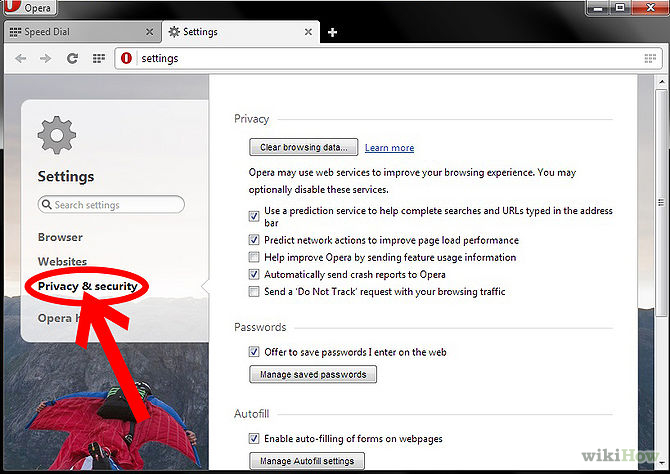 Opera
Speed Dial
Settings
settings
Settings
Search settings
Browser
Websites
Privacy & security
Opera h
Privacy
Clear browsing data...
Learn more
Opera may use web services to improve your browsing experience. You may
optionally disable these services.
Use a prediction service to help complete searches and URLs typed in the address
bar
Predict network actions to improve page load performance
Help improve Opera by sending feature usage information
Automatically send crash reports to Opera
Send a 'Do Not Track' request with your browsing traffic
Passwords
Offer to save passwords I enter on the web
Manage saved passwords
Autofill
Enable auto-filling of forms on webpages
Manage Autofill settings
wikiHow